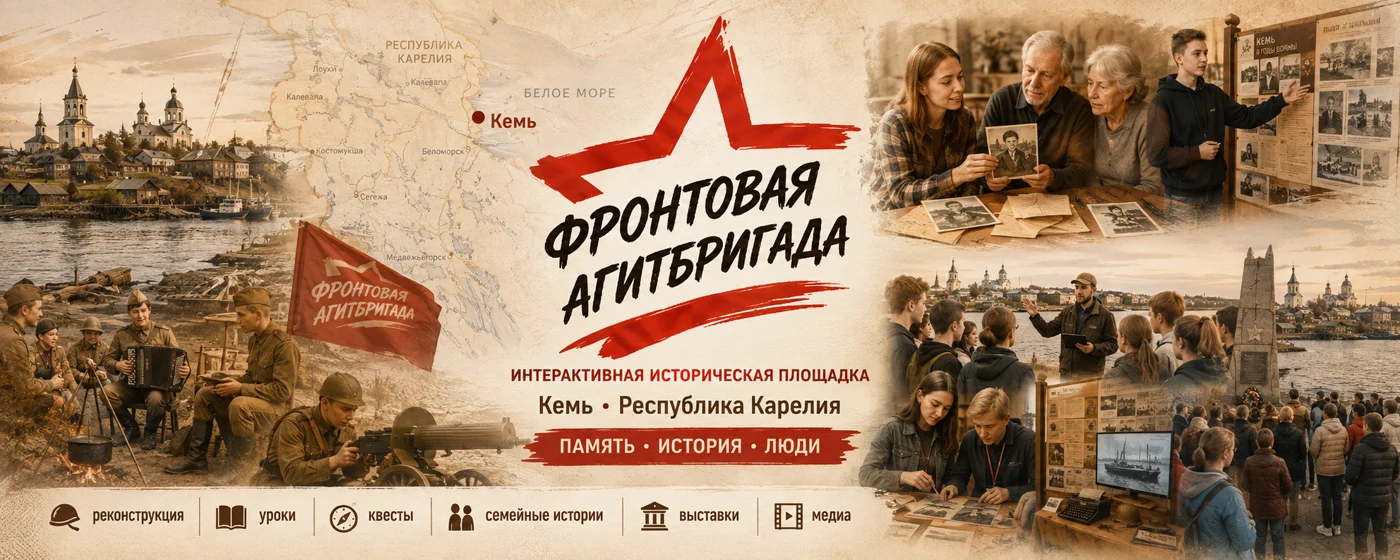 РЕСПУБЛИКА
КАРЕЛИЯ
Лоухи
Калевала
Калевала
БЕЛОЕ МОРЕ
Кемь
Костомукша
Беломорск
Сегежа
Медвежьегорск
ФРОНТОВАЯ
АГИТБРИГАДА
ФРОНТОВАЯ
АГИТБРИГАДА
ИНТЕРАКТИВНАЯ ИСТОРИЧЕСКАЯ ПЛОЩАДКА
Кемь • Республика Карелия
ПАМЯТЬ • ИСТОРИЯ • ЛЮДИ
КЕМЬ
В ГОДЫ ВОЙНЫ
реконструкция
уроки
квесты
семейные истории
выставки
медиа